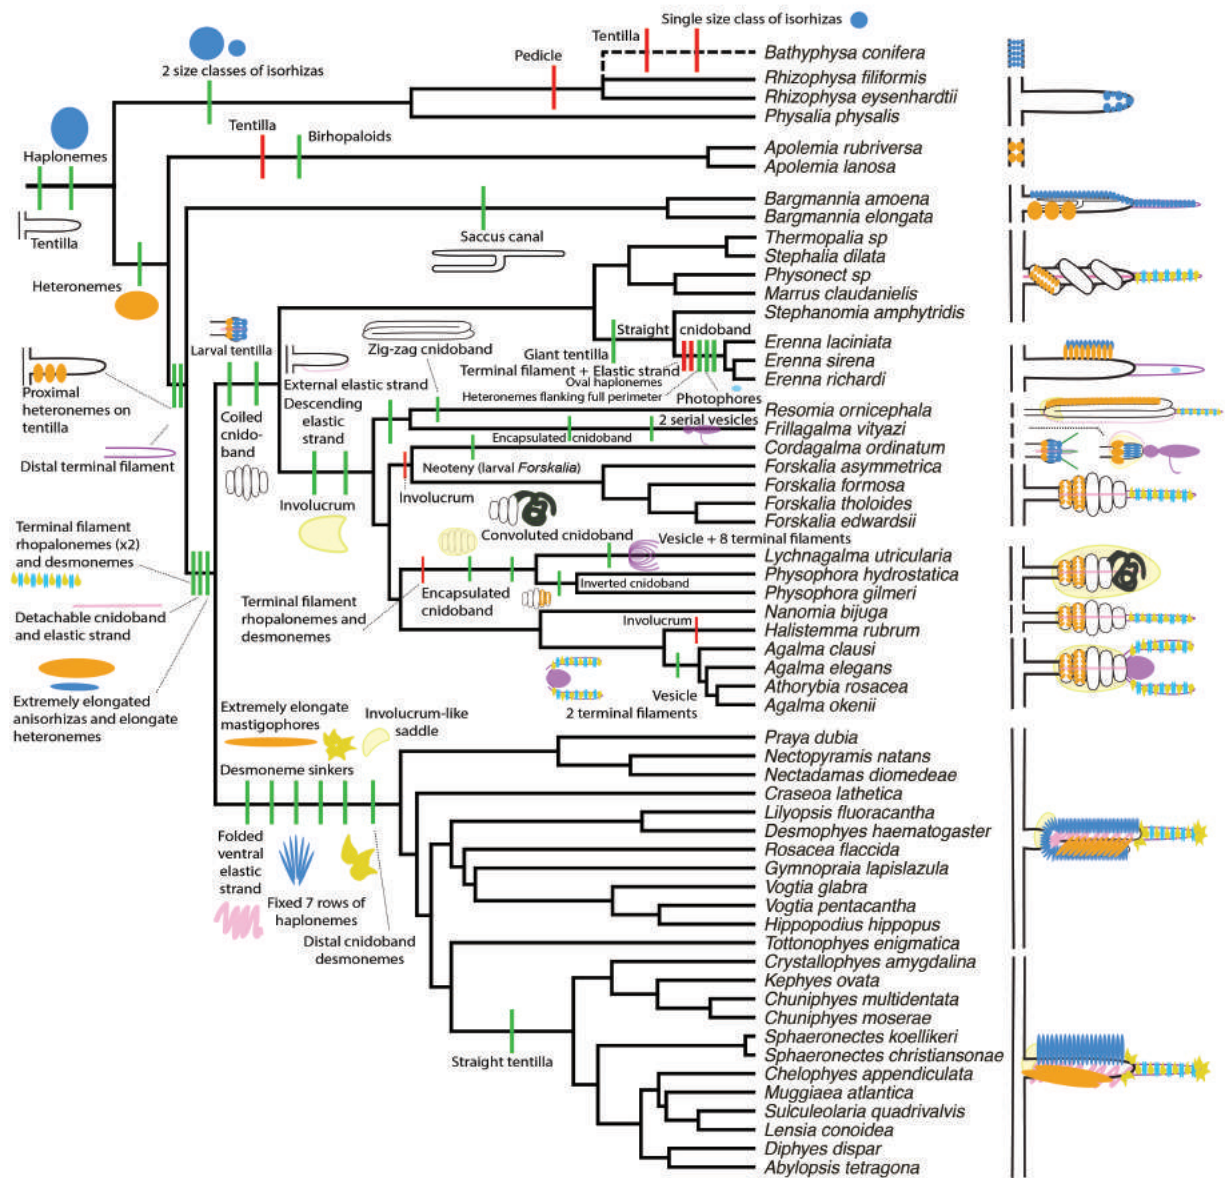 Single size class of isorhizas
Tentilla
Bathyphysa conifera
Pedicle
2 size classes of isorhizas
Rhizophysa filiformis
Rhizophysa eysenhardtii
Physalia physalis
Tentilla
Birhopaloids
Haplonemes
Apolemia rubriversa
Apolemia lanosa
Bargmannia amoena
Bargmannia elongata
Tentilla
Saccus canal
Heteronemes
Thermopalia sp
Stephalia dilata
Physonect sp
Marrus claudanielis
Stephanomia amphytridis
Larval tentilla
Zig-zag cnidoband
Straight
cnidoband
Giant tentilla
Terminal filament + Elastic strand
Oval haplonemes
Heteronemes flanking full perimeter
Photophores
Erenna laciniata
Erenna sirena
Erenna richardi
External elastic strand
Descending
elastic
strand
Proximal
heteronemes on
tentilla
Coiled
cnido-
band
Distal terminal filament
Resomia ornicephala
2 serial vesicles
Frillagalma vityazi
Encapsulated cnidoband
Cordagalma ordinatum
Neoteny (larval Forskalia)
Forskalia asymmetrica
Forskalia formosa
Forskalia tholoides
Forskalia edwardsii
Involucrum
Involucrum
Convoluted cnidoband
Vesicle + 8 terminal filaments
Terminal filament
rhopalonemes (x2)
and desmonemes
Lychnagalma utricularia
Inverted cnidoband
Physophora hydrostatica
Physophora gilmeri
Encapsulated
cnidoband
Terminal filament
rhopalonemes and
desmonemes
Detachable cnidoband
and elastic strand
Nanomia bijuga
Involucrum
Halistemma rubrum
Agalma clausi
Agalma elegans
Athorybia rosacea
Agalma okenii
Vesicle
2 terminal filaments
Extremely elongated
anisorhizas and elongate
heteronemes
Extremely elongate
mastigophores
Involucrum-like
saddle
Desmoneme sinkers
Praya dubia
Nectopyramis natans
Nectadamas diomedeae
Craseoa lathetica
Lilyopsis fluoracantha
Desmophyes haematogaster
Rosacea flaccida
Gymnopraia lapislazula
Vogtia glabra
Vogtia pentacantha
Hippopodius hippopus
Folded
ventral
elastic
strand
Fixed 7 rows of
haplonemes
Distal cnidoband
desmonemes
Tottonophyes enigmatica
Crystallophyes amygdalina
Kephyes ovata
Chuniphyes multidentata
Chuniphyes moserae
Straight tentilla
Sphaeronectes koellikeri
Sphaeronectes christiansonae
Chelophyes appendiculata
Muggiaea atlantica
Sulculeolaria quadrivalvis
Lensia conoidea
Diphyes dispar
Abylopsis tetragona